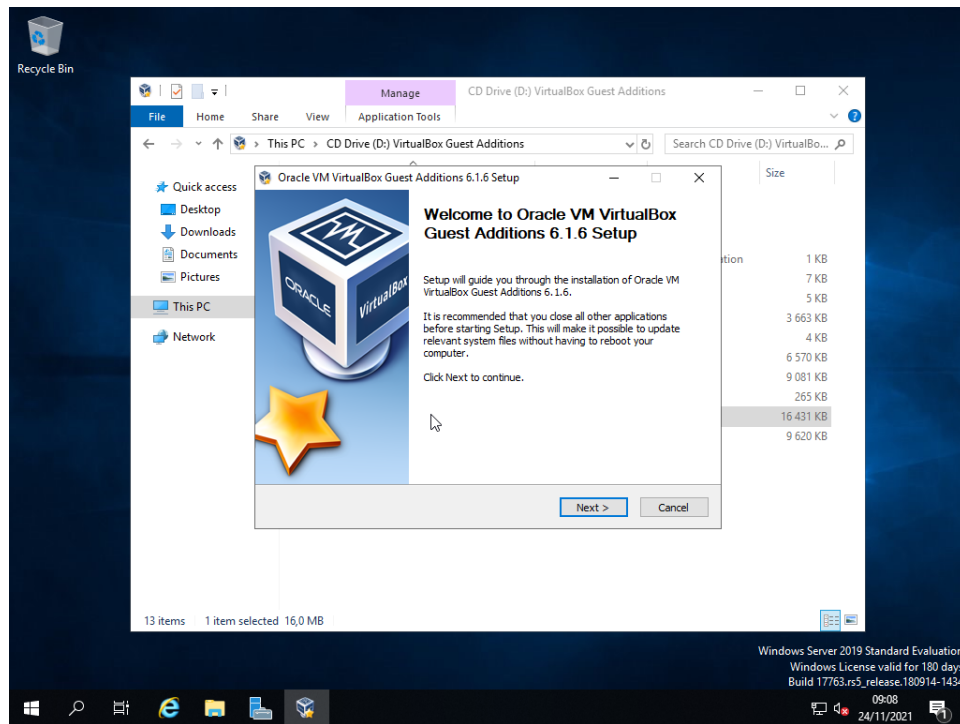 Recycle Bin
Manage
CD Drive (D:) VirtualBox Guest Additions
File Home Share View Application Tools
This PC > CD Drive (D:) VirtualBox Guest Additions
Search CD Drive (D:) VirtualBo...
Size
Quick access
Desktop
Downloads
Documents
Pictures
This PC
Network
Oracle VM VirtualBox Guest Additions 6.1.6 Setup
ORACLE
VirtualBox
Welcome to Oracle VM VirtualBox
Guest Additions 6.1.6 Setup
Setup will guide you through the installation of Oracle VM
VirtualBox Guest Additions 6.1.6.
It is recommended that you close all other applications
before starting Setup. This will make it possible to update
relevant system files without having to reboot your
computer.
Click Next to continue.
Next >
Cancel
1 KB
7 KB
5 KB
3 663 KB
4 KB
6 570 KB
9 081 KB
265 KB
16 431 KB
9 620 KB
13 items 1 item selected 16,0 MB
Windows Server 2019 Standard Evaluation
Windows License valid for 180 days
Build 17763.rs5_release.180914-1434
09:08
24/11/2021
1